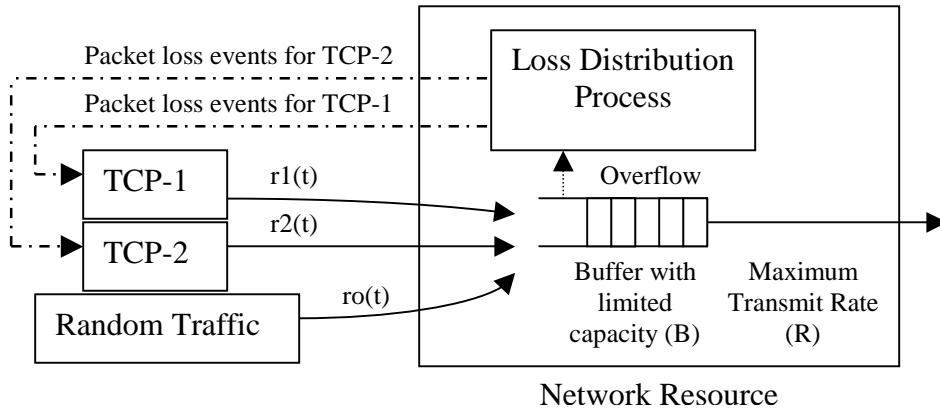 Packet loss events for TCP-2
Packet loss events for TCP-1
Loss Distribution
Process
TCP-1
TCP-2
Random Traffic
r1(t)
r2(t)
ro(t)
Overflow
Buffer with
limited
capacity (B)
Maximum
Transmit Rate
(R)
Network Resource